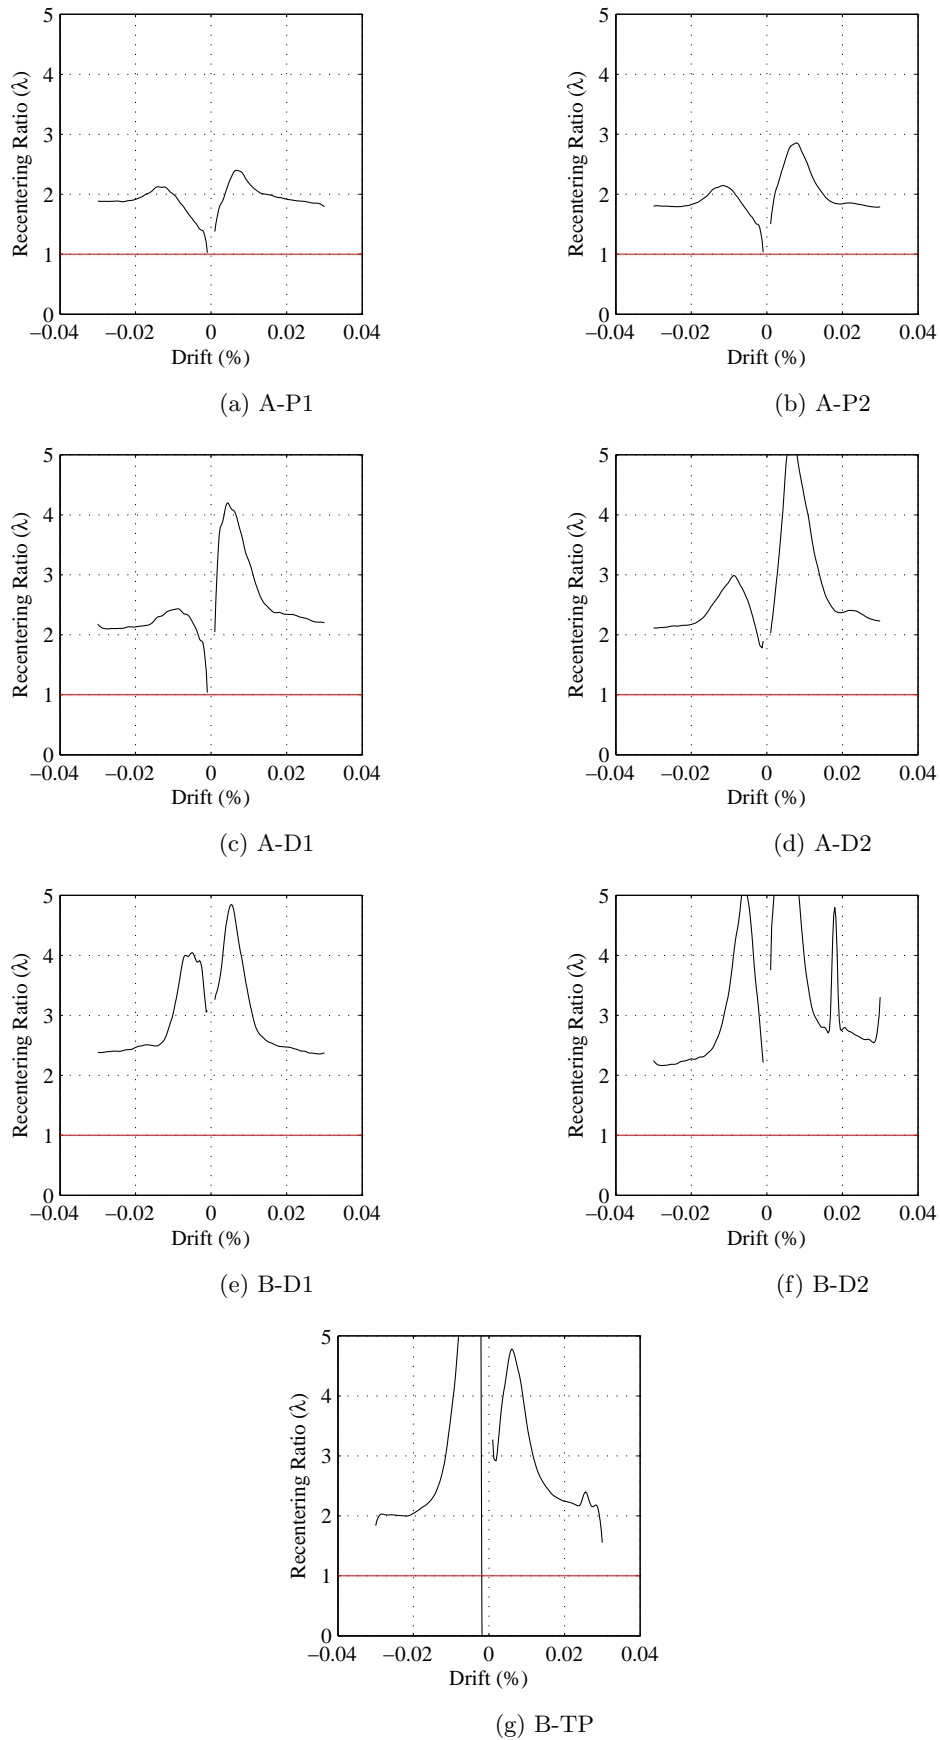 5
4
3
2
1
0
Recentering Ratio (λ)
−0.04 −0.02 0 0.02 0.04
Drift (%)
(a) A-P1
5
4
3
2
1
0
Recentering Ratio (λ)
−0.04 −0.02 0 0.02 0.04
Drift (%)
(b) A-P2
5
4
3
2
1
0
Recentering Ratio (λ)
−0.04 −0.02 0 0.02 0.04
Drift (%)
(c) A-D1
5
4
3
2
1
0
Recentering Ratio (λ)
−0.04 −0.02 0 0.02 0.04
Drift (%)
(d) A-D2
5
4
3
2
1
0
Recentering Ratio (λ)
−0.04 −0.02 0 0.02 0.04
Drift (%)
(e) B-D1
5
4
3
2
1
0
Recentering Ratio (λ)
−0.04 −0.02 0 0.02 0.04
Drift (%)
(f) B-D2
5
4
3
2
1
0
Recentering Ratio (λ)
−0.04 −0.02 0 0.02 0.04
Drift (%)
(g) B-TP